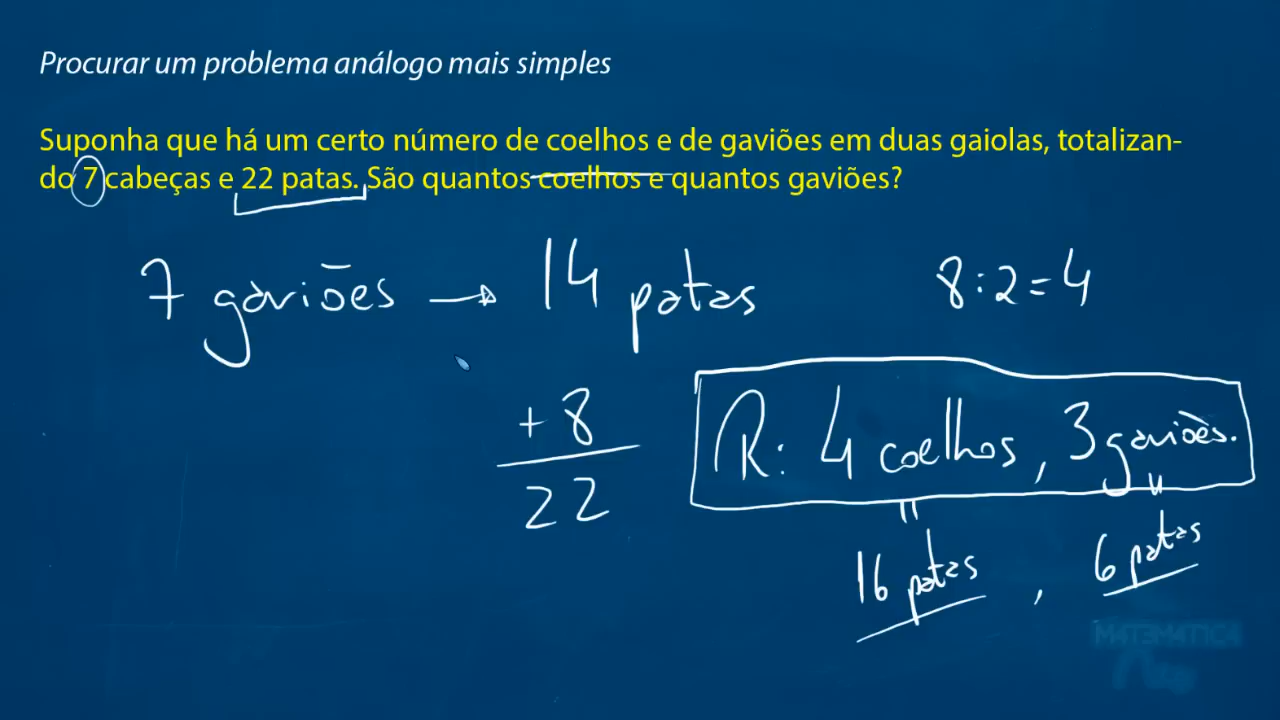 Procurar um problema análogo mais simples
Suponha que há um certo número de coelhos e de gaviões em duas gaiolas, totalizan-
do 7 cabeças e 22 patas. São quantos coelhos e quantos gaviões?
7 gaviões → 14 patas
8:2=4
+8
22
R: 4 coelhos, 3 gaviões.
16 patas, 6 patas
MATEMÁTICA